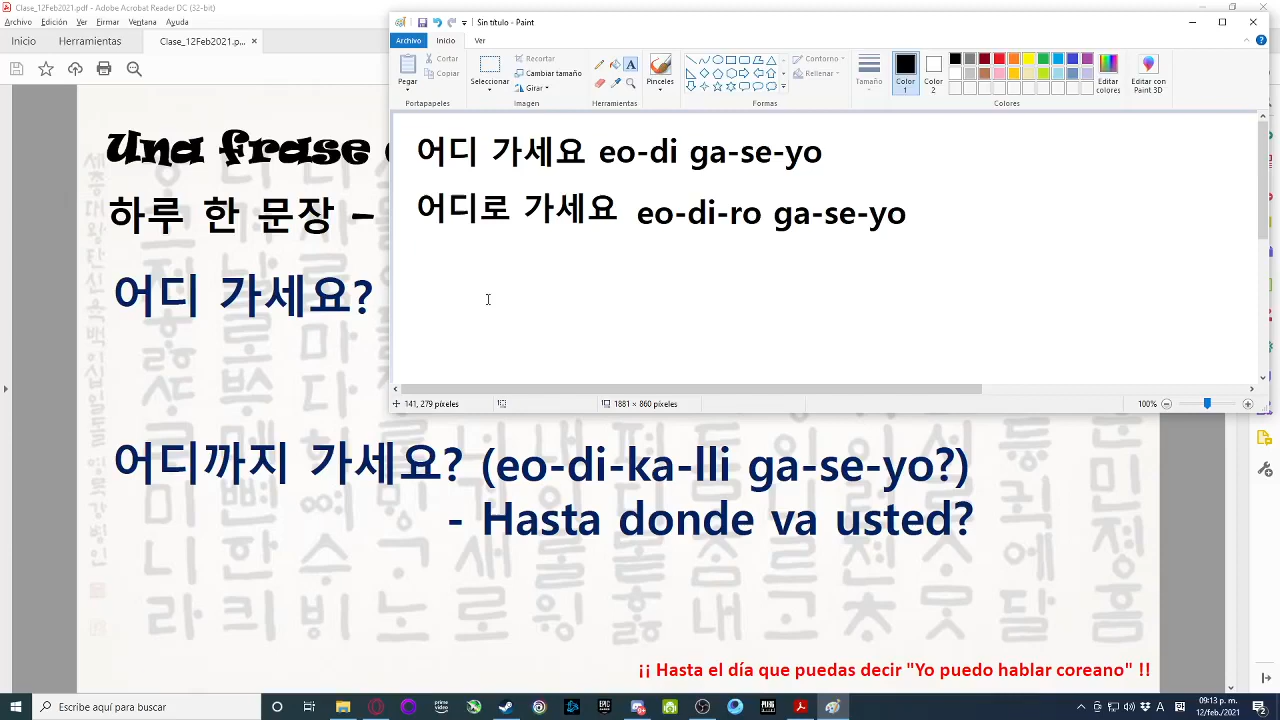 Clase_12Feb2021.pdf - Adobe Acrobat Reader DC (32-bit)
Archivo Edición Ver Firmar Ventana Ayuda
Inicio Herramientas Clase_12Feb2021.p... ×
Sin título - Paint
Archivo Inicio Ver
Pegar
Cortar
Copiar
Portapapeles
Seleccionar
Recortar
Cambiar tamaño
Girar
Imagen
A
Herramientas
Pinceles
Contorno
Rellenar
Formas
Tamaño
Color 1
Color 2
Editar colores
Colores
Editar con Paint 3D
어디 가세요 eo-di ga-se-yo
어디로 가세요 eo-di-ro ga-se-yo
141, 279 píxeles
1881 × 860 píxeles
100%
Una frase
하루 한 문장 –
어디 가세요?
어디까지 가세요? (eo-di-ka-lli ga-se-yo?)
- Hasta donde va usted?
¡¡ Hasta el día que puedas decir "Yo puedo hablar coreano" !!
Escribe aquí para buscar
prime video
EPIC
PUBG
A
09:13 p. m.
12/feb./2021